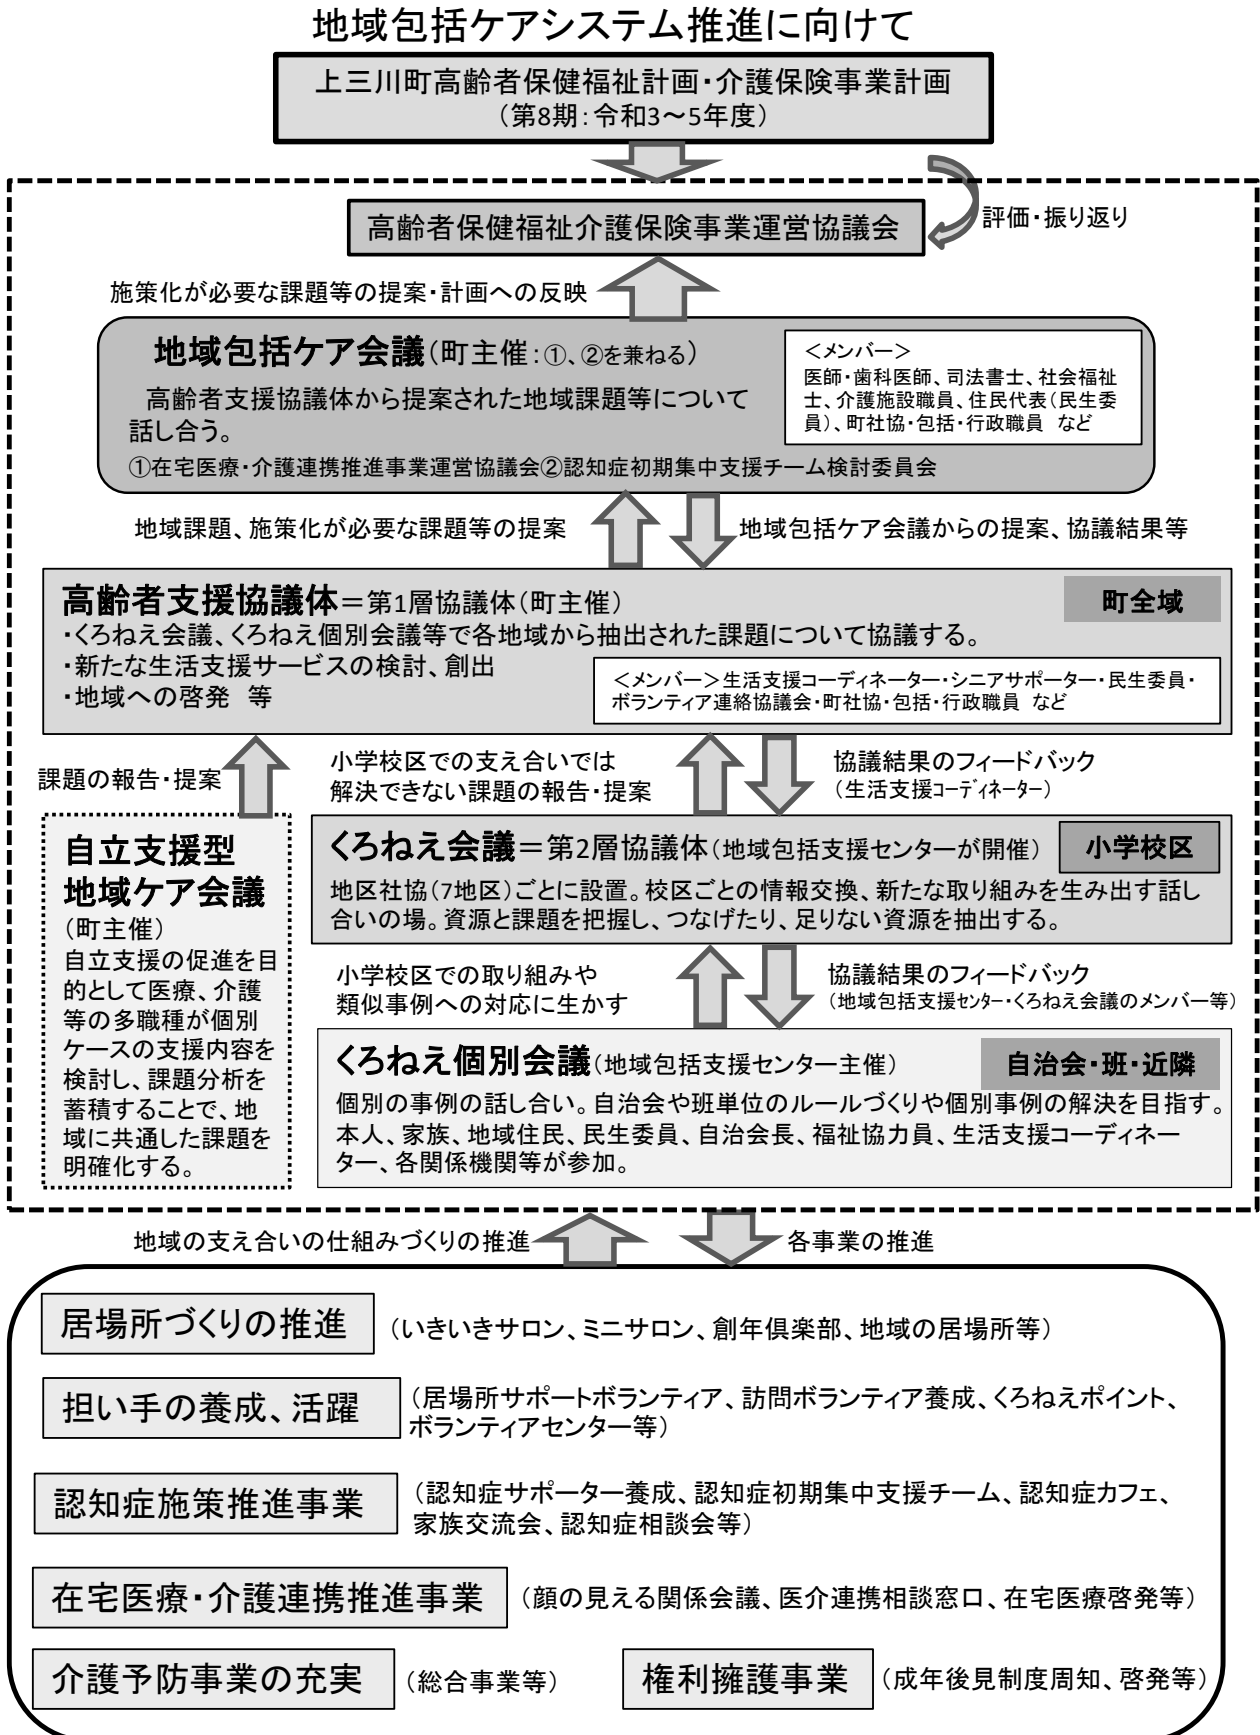 地域包括ケアシステム推進に向けて
上三川町高齢者保健福祉計画・介護保険事業計画
（第8期：令和3～5年度）
高齢者保健福祉介護保険事業運営協議会
評価・振り返り
施策化が必要な課題等の提案・計画への反映
地域包括ケア会議（町主催：①、②を兼ねる）
高齢者支援協議体から提案された地域課題等について
話し合う。
①在宅医療・介護連携推進事業運営協議会②認知症初期集中支援チーム検討委員会
＜メンバー＞
医師・歯科医師、司法書士、社会福祉
士、介護施設職員、住民代表（民生委
員）、町社協・包括・行政職員　など
地域課題、施策化が必要な課題等の提案
地域包括ケア会議からの提案、協議結果等
高齢者支援協議体＝第1層協議体（町主催）
町全域
・くろねえ会議、くろねえ個別会議等で各地域から抽出された課題について協議する。
・新たな生活支援サービスの検討、創出
・地域への啓発　等
＜メンバー＞生活支援コーディネーター・シニアサポーター・民生委員・
ボランティア連絡協議会・町社協・包括・行政職員　など
課題の報告・提案
小学校区での支え合いでは
解決できない課題の報告・提案
協議結果のフィードバック
（生活支援ｺｰﾃﾞｨﾈｰﾀｰ）
自立支援型
地域ケア会議
（町主催）
自立支援の促進を目
的として医療、介護
等の多職種が個別
ケースの支援内容を
検討し、課題分析を
蓄積することで、地
域に共通した課題を
明確化する。
くろねえ会議＝第2層協議体（地域包括支援センターが開催）
小学校区
地区社協（7地区）ごとに設置。校区ごとの情報交換、新たな取り組みを生み出す話し
合いの場。資源と課題を把握し、つなげたり、足りない資源を抽出する。
小学校区での取り組みや
類似事例への対応に生かす
協議結果のフィードバック
（地域包括支援ｾﾝﾀｰ・くろねえ会議のメンバー等）
くろねえ個別会議（地域包括支援センター主催）
自治会・班・近隣
個別の事例の話し合い。自治会や班単位のルールづくりや個別事例の解決を目指す。
本人、家族、地域住民、民生委員、自治会長、福祉協力員、生活支援コーディネー
ター、各関係機関等が参加。
地域の支え合いの仕組みづくりの推進
各事業の推進
居場所づくりの推進
（いきいきサロン、ミニサロン、創年倶楽部、地域の居場所等）
担い手の養成、活躍
（居場所サポートボランティア、訪問ボランティア養成、くろねえポイント、
ボランティアセンター等）
認知症施策推進事業
（認知症サポーター養成、認知症初期集中支援チーム、認知症カフェ、
家族交流会、認知症相談会等）
在宅医療・介護連携推進事業
（顔の見える関係会議、医介連携相談窓口、在宅医療啓発等）
介護予防事業の充実
（総合事業等）
権利擁護事業
（成年後見制度周知、啓発等）